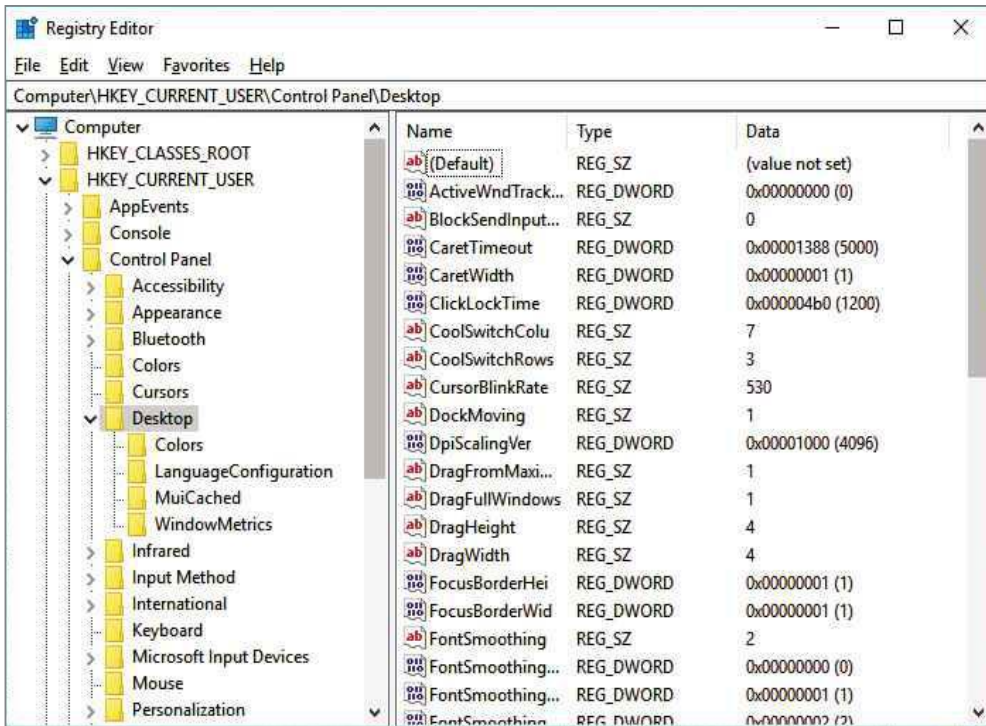 Registry Editor
File Edit View Favorites Help
Computer\HKEY_CURRENT_USER\Control Panel\Desktop
Computer
HKEY_CLASSES_ROOT
HKEY_CURRENT_USER
AppEvents
Console
Control Panel
Accessibility
Appearance
Bluetooth
Colors
Cursors
Desktop
Colors
LanguageConfiguration
MuiCached
WindowMetrics
Infrared
Input Method
International
Keyboard
Microsoft Input Devices
Mouse
Personalization
Name Type Data
(Default) REG_SZ (value not set)
ActiveWndTrack... REG_DWORD 0x00000000 (0)
BlockSendInput... REG_SZ 0
CaretTimeout REG_DWORD 0x00001388 (5000)
CaretWidth REG_DWORD 0x00000001 (1)
ClickLockTime REG_DWORD 0x000004b0 (1200)
CoolSwitchColu REG_SZ 7
CoolSwitchRows REG_SZ 3
CursorBlinkRate REG_SZ 530
DockMoving REG_SZ 1
DpiScalingVer REG_DWORD 0x00001000 (4096)
DragFromMaxi... REG_SZ 1
DragFullWindows REG_SZ 1
DragHeight REG_SZ 4
DragWidth REG_SZ 4
FocusBorderHei REG_DWORD 0x00000001 (1)
FocusBorderWid REG_DWORD 0x00000001 (1)
FontSmoothing REG_SZ 2
FontSmoothing... REG_DWORD 0x00000000 (0)
FontSmoothing... REG_DWORD 0x00000001 (1)
FontSmoothing... REG_DWORD 0x00000002 (2)